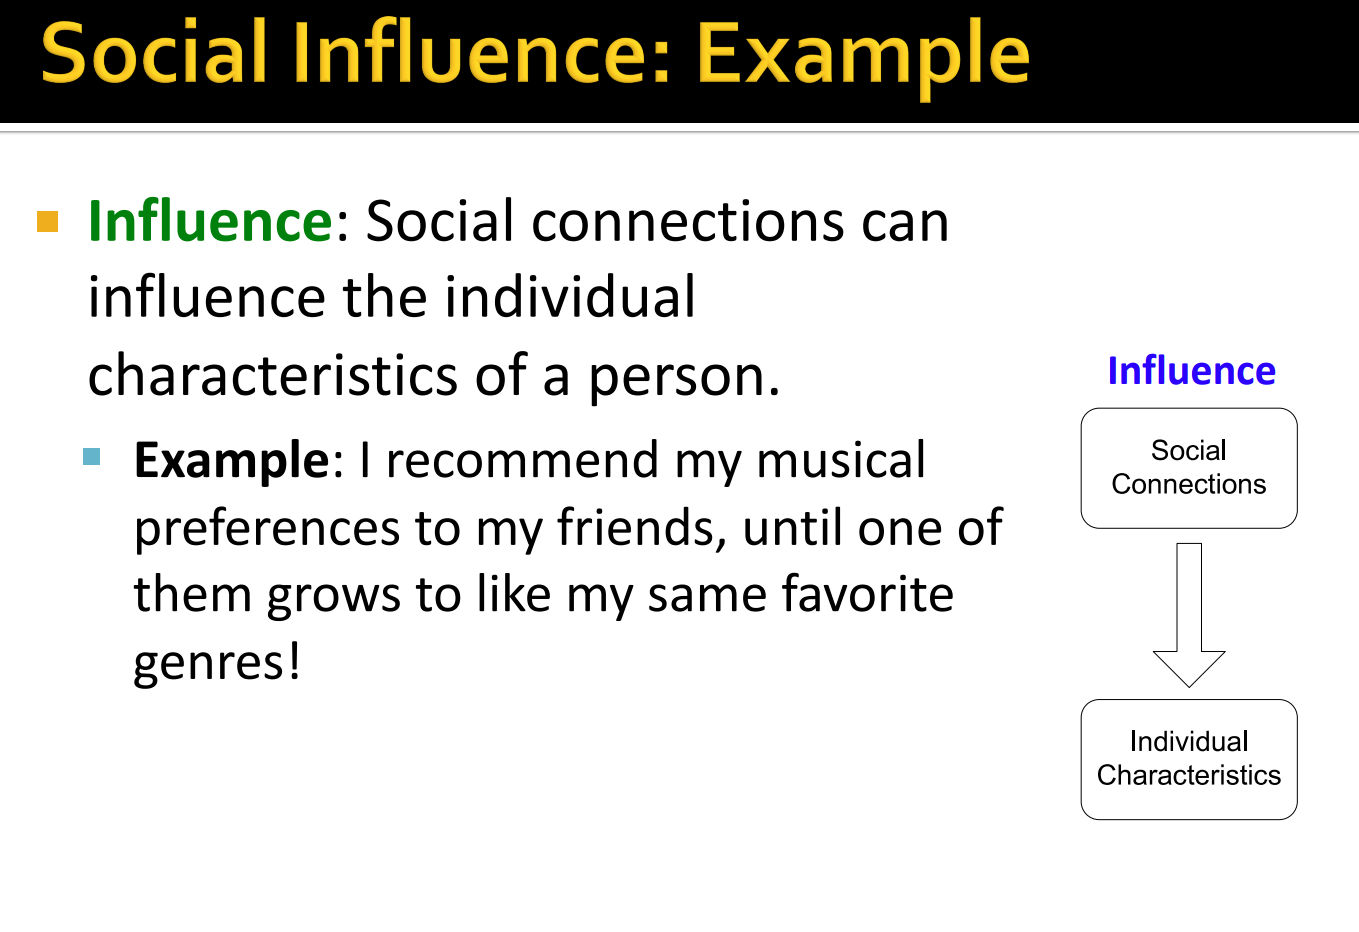 Social Influence: Example
Influence: Social connections can
influence the individual
characteristics of a person.
Example: I recommend my musical
preferences to my friends, until one of
them grows to like my same favorite
genres!
Influence
Social
Connections
Individual
Characteristics